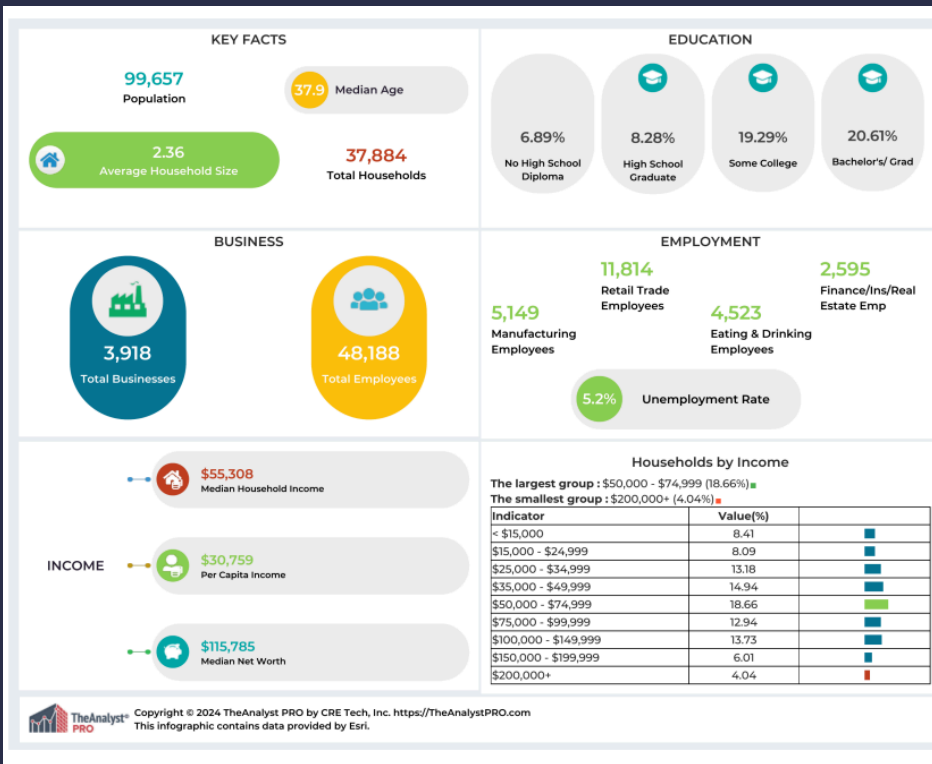 KEY FACTS
99,657
Population
37.9 Median Age
2.36
Average Household Size
37,884
Total Households
EDUCATION
6.89%
No High School
Diploma
8.28%
High School
Graduate
19.29%
Some College
20.61%
Bachelor's/ Grad
BUSINESS
3,918
Total Businesses
48,188
Total Employees
EMPLOYMENT
11,814
Retail Trade
Employees
2,595
Finance/Ins/Real
Estate Emp
5,149
Manufacturing
Employees
4,523
Eating & Drinking
Employees
5.2% Unemployment Rate
INCOME
$55,308
Median Household Income
$30,759
Per Capita Income
$115,785
Median Net Worth
Households by Income
The largest group : $50,000 - $74,999 (18.66%)
The smallest group : $200,000+ (4.04%)
Indicator Value(%)
< $15,000 8.41
$15,000 - $24,999 8.09
$25,000 - $34,999 13.18
$35,000 - $49,999 14.94
$50,000 - $74,999 18.66
$75,000 - $99,999 12.94
$100,000 - $149,999 13.73
$150,000 - $199,999 6.01
$200,000+ 4.04
TheAnalyst®
PRO
Copyright © 2024 TheAnalyst PRO by CRE Tech, Inc. https://TheAnalystPRO.com
This infographic contains data provided by Esri.